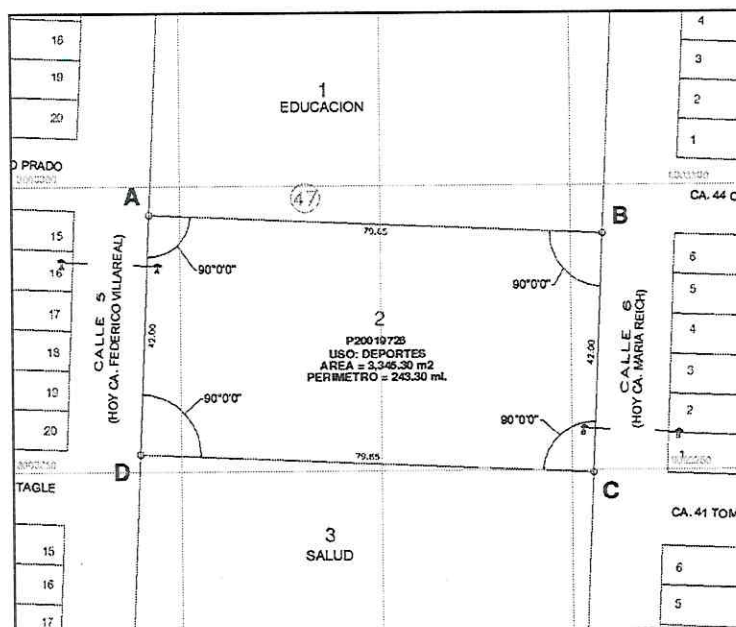 18
19
20
O PRADO
1
EDUCACION
4
3
2
1
CA. 44 C
A
47
79.65
B
15
16
17
18
19
20
CALLE 5
(HOY CA. FEDERICO VILLAREAL)
42.00
90°0'0"
90°0'0"
90°0'0"
90°0'0"
2
P20019728
USO: DEPORTES
AREA = 3,345.30 m2
PERIMETRO = 243.30 ml.
42.00
CALLE 6
(HOY CA. MARIA REICH)
6
5
4
3
2
1
D
79.65
C
TAGLE
CA. 41 TOM
15
16
17
3
SALUD
6
5